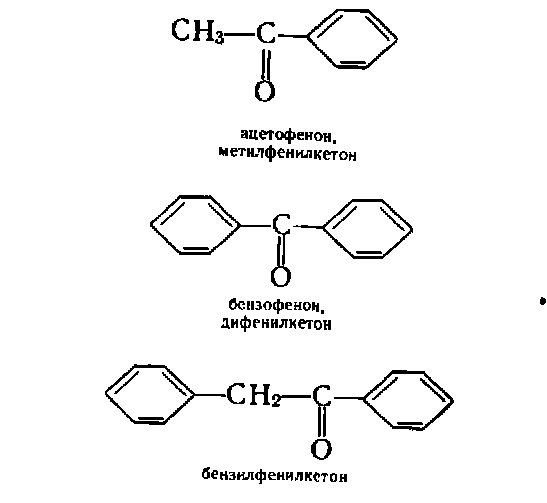 CH₃—C—
O
ацетофенон,
метилфенилкетон
C
O
бензофенон,
дифенилкетон
CH₂—C
O
бензилфенилкетон